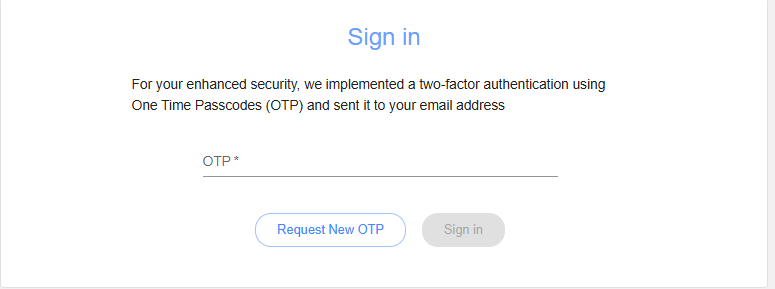 Sign in
For your enhanced security, we implemented a two-factor authentication using
One Time Passcodes (OTP) and sent it to your email address
OTP *
Request New OTP
Sign in